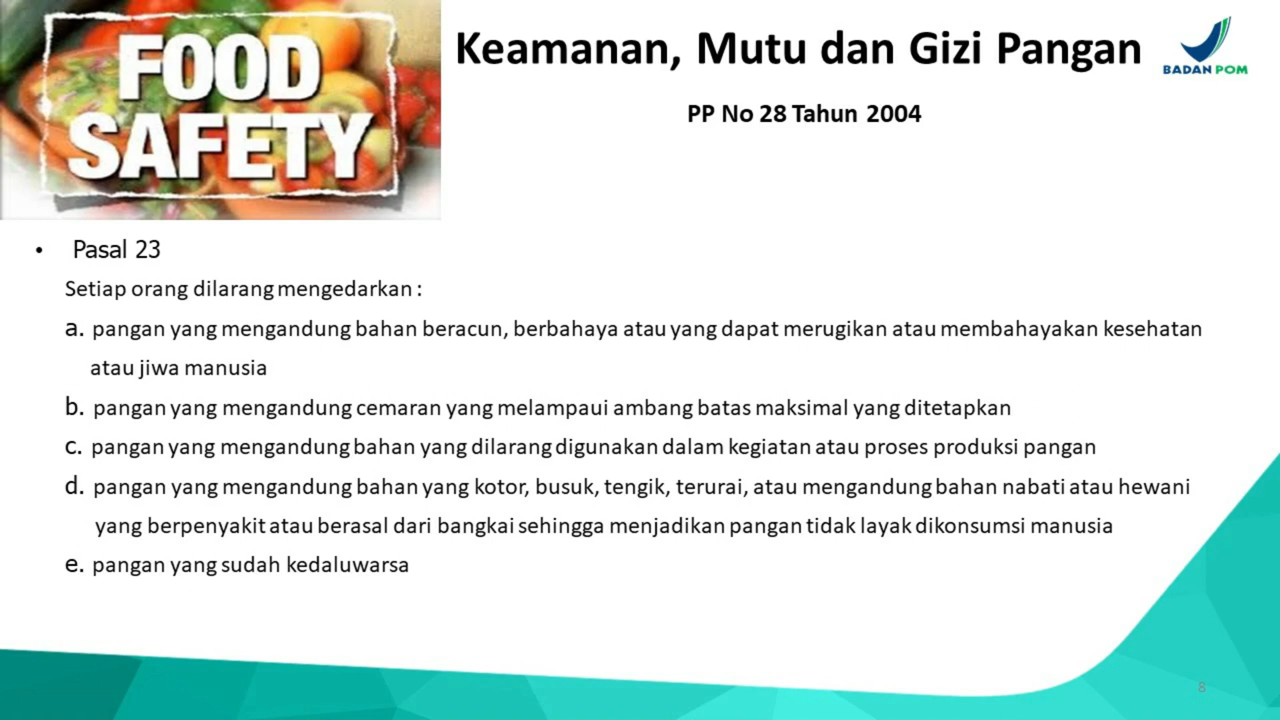 FOOD
SAFETY
Keamanan, Mutu dan Gizi Pangan
BADAN POM
PP No 28 Tahun 2004
• Pasal 23
Setiap orang dilarang mengedarkan :
a. pangan yang mengandung bahan beracun, berbahaya atau yang dapat merugikan atau membahayakan kesehatan
atau jiwa manusia
b. pangan yang mengandung cemaran yang melampaui ambang batas maksimal yang ditetapkan
c. pangan yang mengandung bahan yang dilarang digunakan dalam kegiatan atau proses produksi pangan
d. pangan yang mengandung bahan yang kotor, busuk, tengik, terurai, atau mengandung bahan nabati atau hewani
yang berpenyakit atau berasal dari bangkai sehingga menjadikan pangan tidak layak dikonsumsi manusia
e. pangan yang sudah kedaluwarsa
8